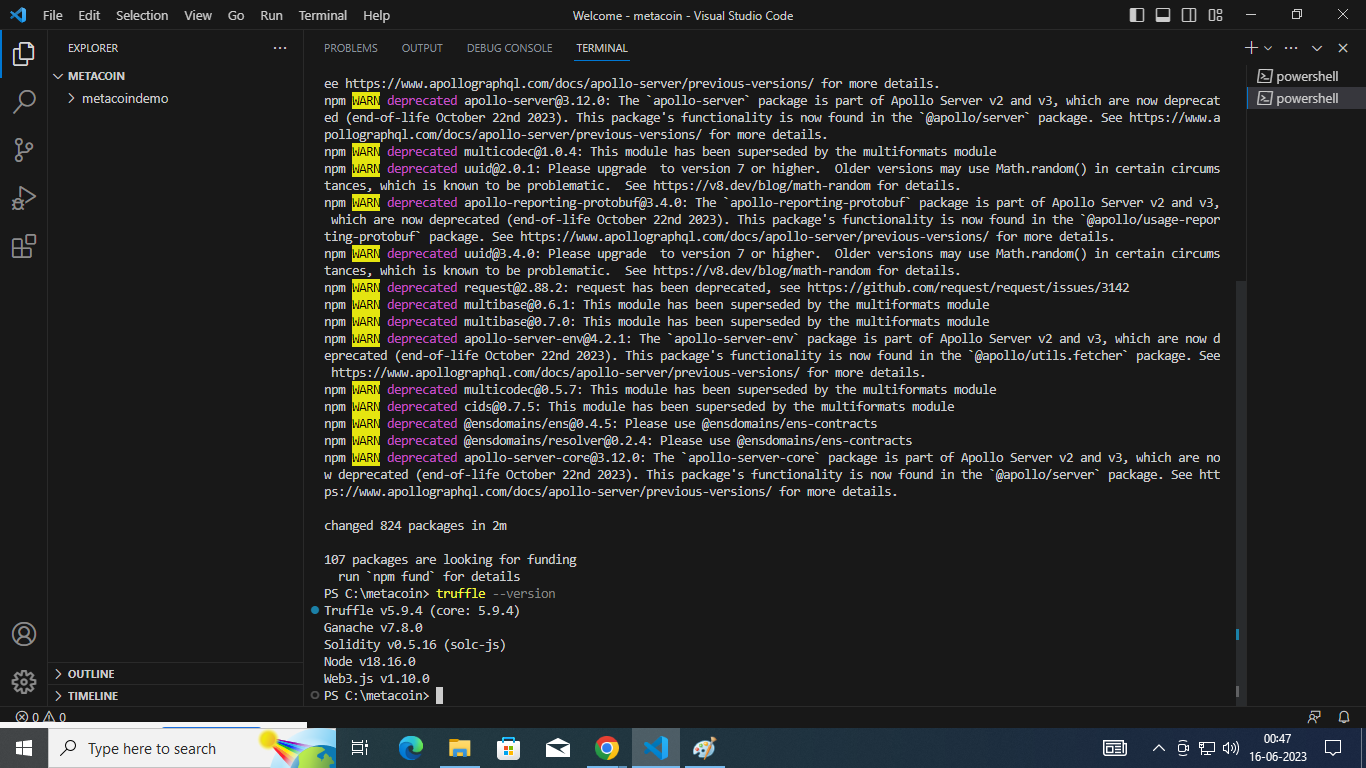 File Edit Selection View Go Run Terminal Help
Welcome - metacoin - Visual Studio Code
EXPLORER
METACOIN
metacoindemo
OUTLINE
TIMELINE
PROBLEMS OUTPUT DEBUG CONSOLE TERMINAL
ee https://www.apollographql.com/docs/apollo-server/previous-versions/ for more details.
npm WARN deprecated apollo-server@3.12.0: The `apollo-server` package is part of Apollo Server v2 and v3, which are now deprecat
ed (end-of-life October 22nd 2023). This package's functionality is now found in the `@apollo/server` package. See https://www.a
pollographql.com/docs/apollo-server/previous-versions/ for more details.
npm WARN deprecated multicodec@1.0.4: This module has been superseded by the multiformats module
npm WARN deprecated uuid@2.0.1: Please upgrade  to version 7 or higher.  Older versions may use Math.random() in certain circums
tances, which is known to be problematic.  See https://v8.dev/blog/math-random for details.
npm WARN deprecated apollo-reporting-protobuf@3.4.0: The `apollo-reporting-protobuf` package is part of Apollo Server v2 and v3,
which are now deprecated (end-of-life October 22nd 2023). This package's functionality is now found in the `@apollo/usage-repor
ting-protobuf` package. See https://www.apollographql.com/docs/apollo-server/previous-versions/ for more details.
npm WARN deprecated uuid@3.4.0: Please upgrade  to version 7 or higher.  Older versions may use Math.random() in certain circums
tances, which is known to be problematic.  See https://v8.dev/blog/math-random for details.
npm WARN deprecated request@2.88.2: request has been deprecated, see https://github.com/request/request/issues/3142
npm WARN deprecated multibase@0.6.1: This module has been superseded by the multiformats module
npm WARN deprecated multibase@0.7.0: This module has been superseded by the multiformats module
npm WARN deprecated apollo-server-env@4.2.1: The `apollo-server-env` package is part of Apollo Server v2 and v3, which are now d
eprecated (end-of-life October 22nd 2023). This package's functionality is now found in the `@apollo/utils.fetcher` package. See
https://www.apollographql.com/docs/apollo-server/previous-versions/ for more details.
npm WARN deprecated multicodec@0.5.7: This module has been superseded by the multiformats module
npm WARN deprecated cids@0.7.5: This module has been superseded by the multiformats module
npm WARN deprecated @ensdomains/ens@0.4.5: Please use @ensdomains/ens-contracts
npm WARN deprecated @ensdomains/resolver@0.2.4: Please use @ensdomains/ens-contracts
npm WARN deprecated apollo-server-core@3.12.0: The `apollo-server-core` package is part of Apollo Server v2 and v3, which are no
w deprecated (end-of-life October 22nd 2023). This package's functionality is now found in the `@apollo/server` package. See htt
ps://www.apollographql.com/docs/apollo-server/previous-versions/ for more details.
changed 824 packages in 2m
107 packages are looking for funding
run `npm fund` for details
PS C:\metacoin> truffle --version
Truffle v5.9.4 (core: 5.9.4)
Ganache v7.8.0
Solidity v0.5.16 (solc-js)
Node v18.16.0
Web3.js v1.10.0
PS C:\metacoin>
powershell
powershell
0 0
Type here to search
00:47
16-06-2023